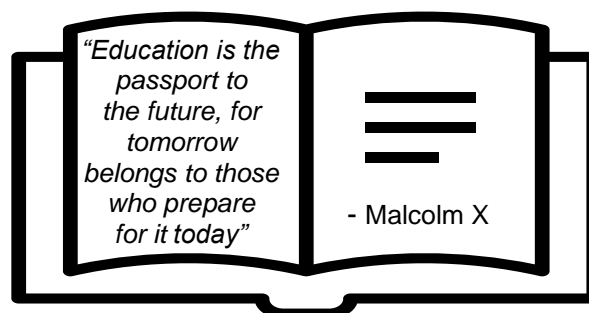 “Education is the
passport to
the future, for
tomorrow
belongs to those
who prepare
for it today”
- Malcolm X